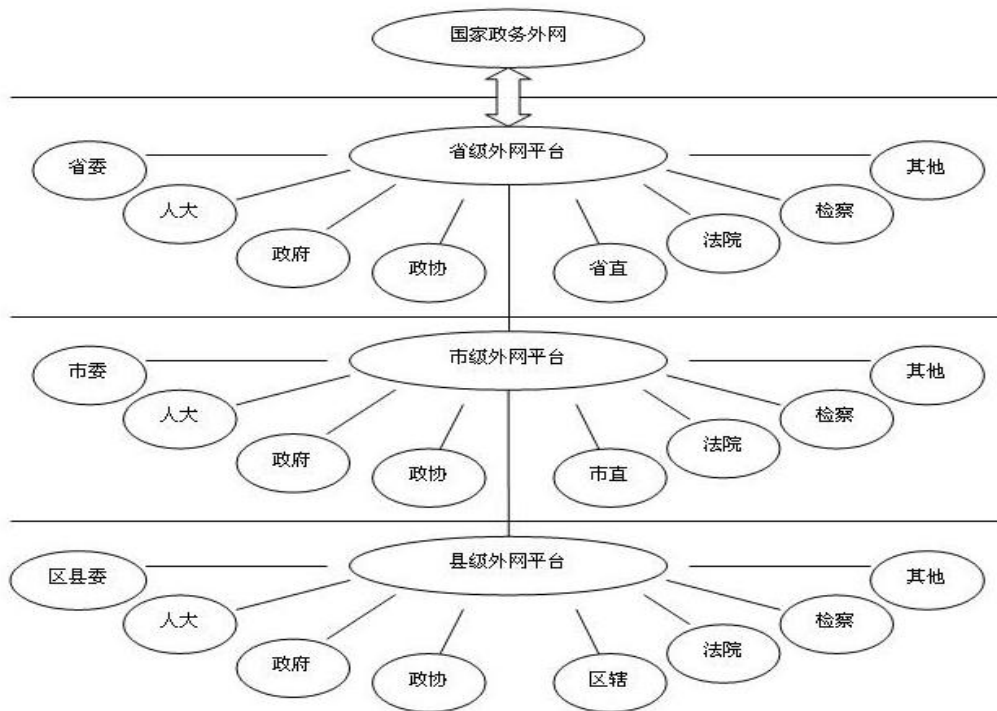 国家政务外网
省级外网平台
省委
其他
人大
检察
政府
法院
政协
省直
市级外网平台
市委
其他
人大
检察
政府
法院
政协
市直
县级外网平台
区县委
其他
人大
检察
政府
法院
政协
区辖